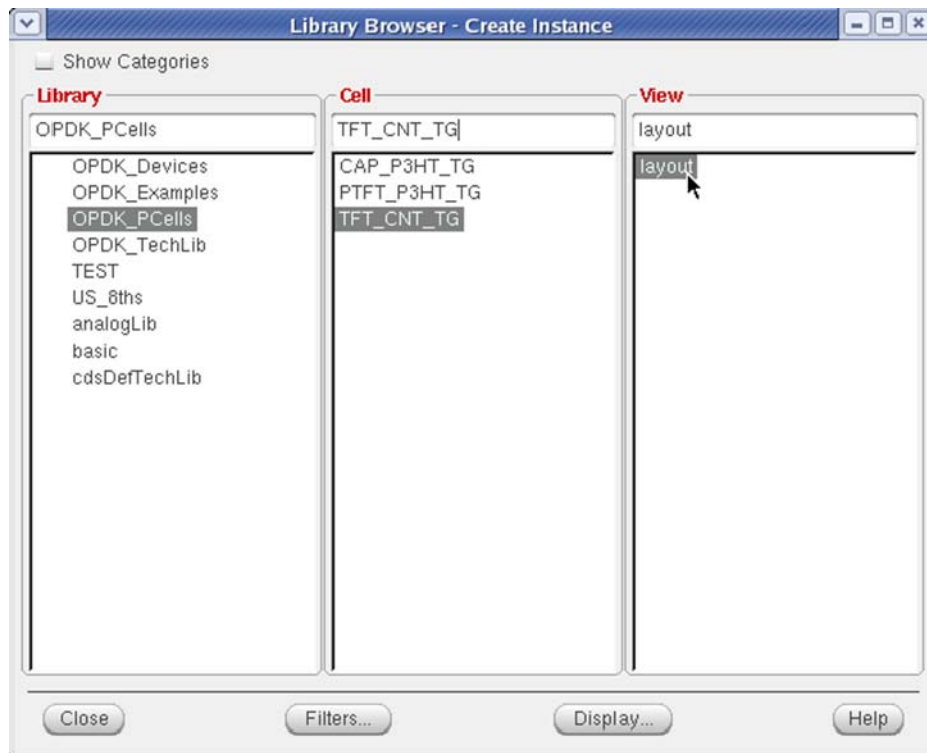 Library Browser - Create Instance
Show Categories
Library
OPDK_PCells
OPDK_Devices
OPDK_Examples
OPDK_PCells
OPDK_TechLib
TEST
US_8ths
analogLib
basic
cdsDefTechLib
Cell
TFT_CNT_TG
CAP_P3HT_TG
PTFT_P3HT_TG
TFT_CNT_TG
View
layout
layout
Close
Filters...
Display...
Help